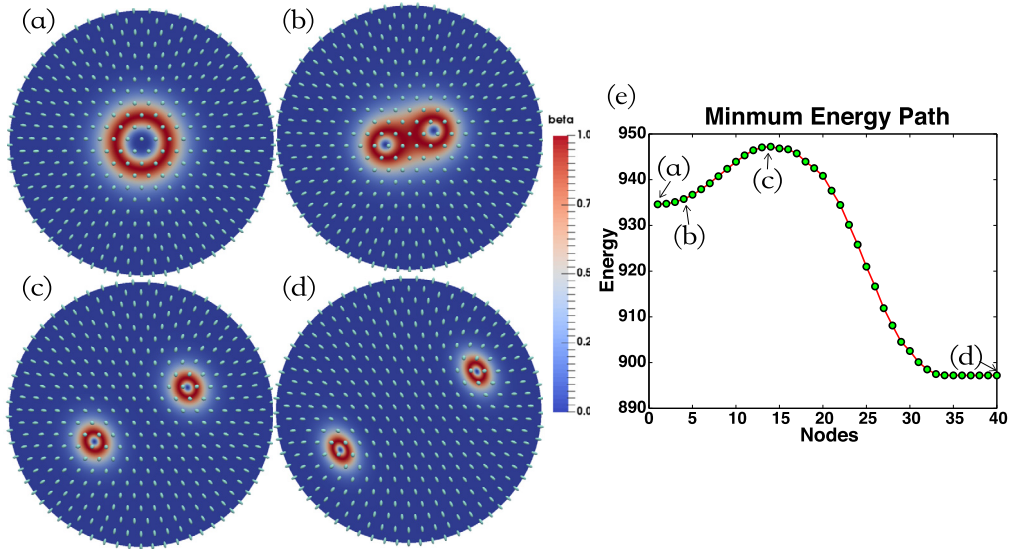 (a)
(b)
beta
1.0
0.7
0.5
0.2
0.0
(c)
(d)
(e)
Minmum Energy Path
950
940
930
920
910
900
890
Energy
(a)
(b)
(c)
(d)
0 5 10 15 20 25 30 35 40
Nodes